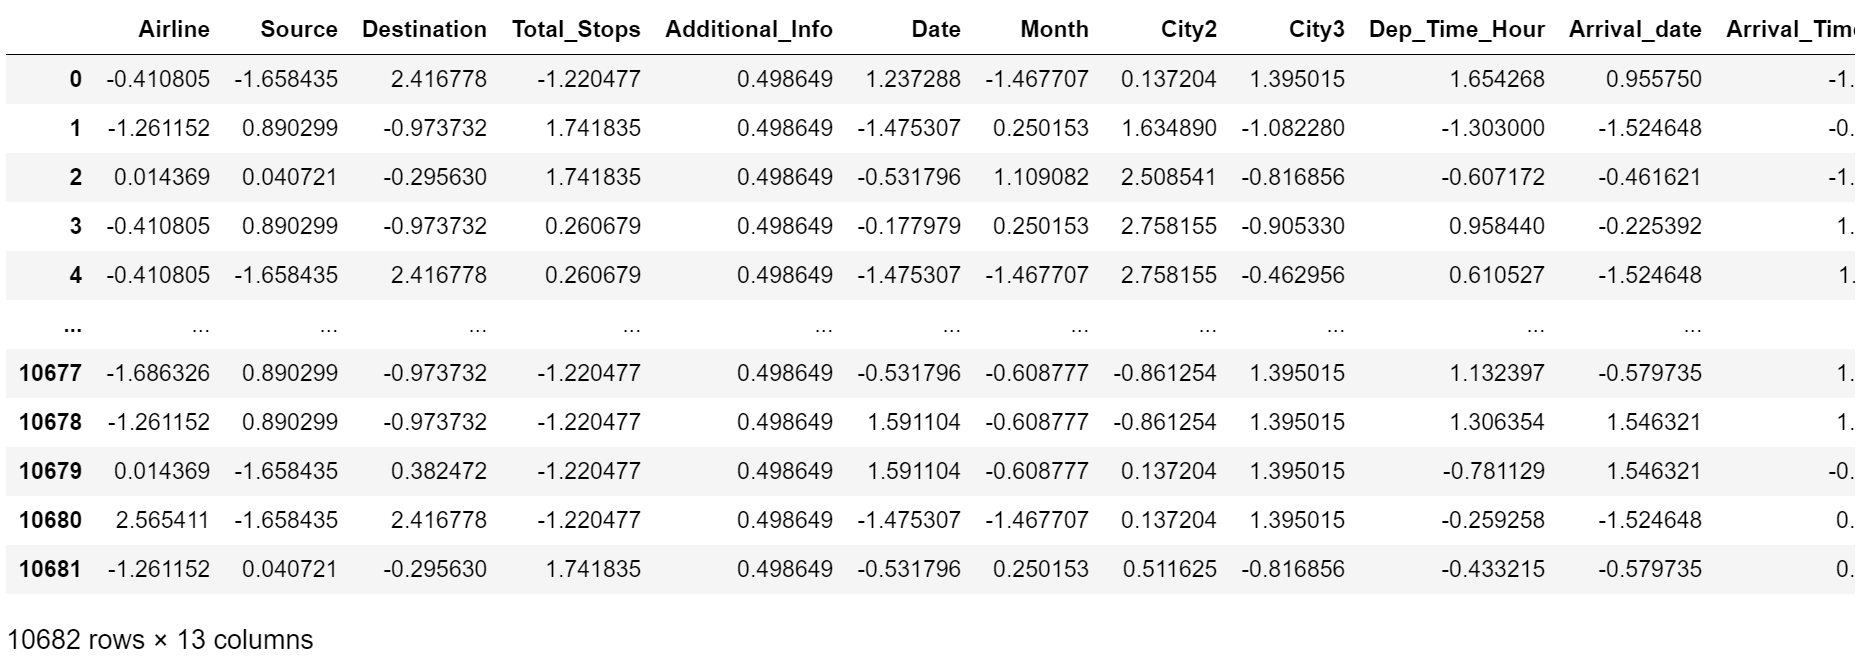 Airline Source Destination Total_Stops Additional_Info Date Month City2 City3 Dep_Time_Hour Arrival_date Arrival_Time
0 -0.410805 -1.658435 2.416778 -1.220477 0.498649 1.237288 -1.467707 0.137204 1.395015 1.654268 0.955750 -1.
1 -1.261152 0.890299 -0.973732 1.741835 0.498649 -1.475307 0.250153 1.634890 -1.082280 -1.303000 -1.524648 -0.
2 0.014369 0.040721 -0.295630 1.741835 0.498649 -0.531796 1.109082 2.508541 -0.816856 -0.607172 -0.461621 -1.
3 -0.410805 0.890299 -0.973732 0.260679 0.498649 -0.177979 0.250153 2.758155 -0.905330 0.958440 -0.225392 1.
4 -0.410805 -1.658435 2.416778 0.260679 0.498649 -1.475307 -1.467707 2.758155 -0.462956 0.610527 -1.524648 1.
... ... ... ... ... ... ... ... ... ... ... ...
10677 -1.686326 0.890299 -0.973732 -1.220477 0.498649 -0.531796 -0.608777 -0.861254 1.395015 1.132397 -0.579735 1.
10678 -1.261152 0.890299 -0.973732 -1.220477 0.498649 1.591104 -0.608777 -0.861254 1.395015 1.306354 1.546321 1.
10679 0.014369 -1.658435 0.382472 -1.220477 0.498649 1.591104 -0.608777 0.137204 1.395015 -0.781129 1.546321 -0.
10680 2.565411 -1.658435 2.416778 -1.220477 0.498649 -1.475307 -1.467707 0.137204 1.395015 -0.259258 -1.524648 0.
10681 -1.261152 0.040721 -0.295630 1.741835 0.498649 -0.531796 0.250153 0.511625 -0.816856 -0.433215 -0.579735 0.
10682 rows × 13 columns